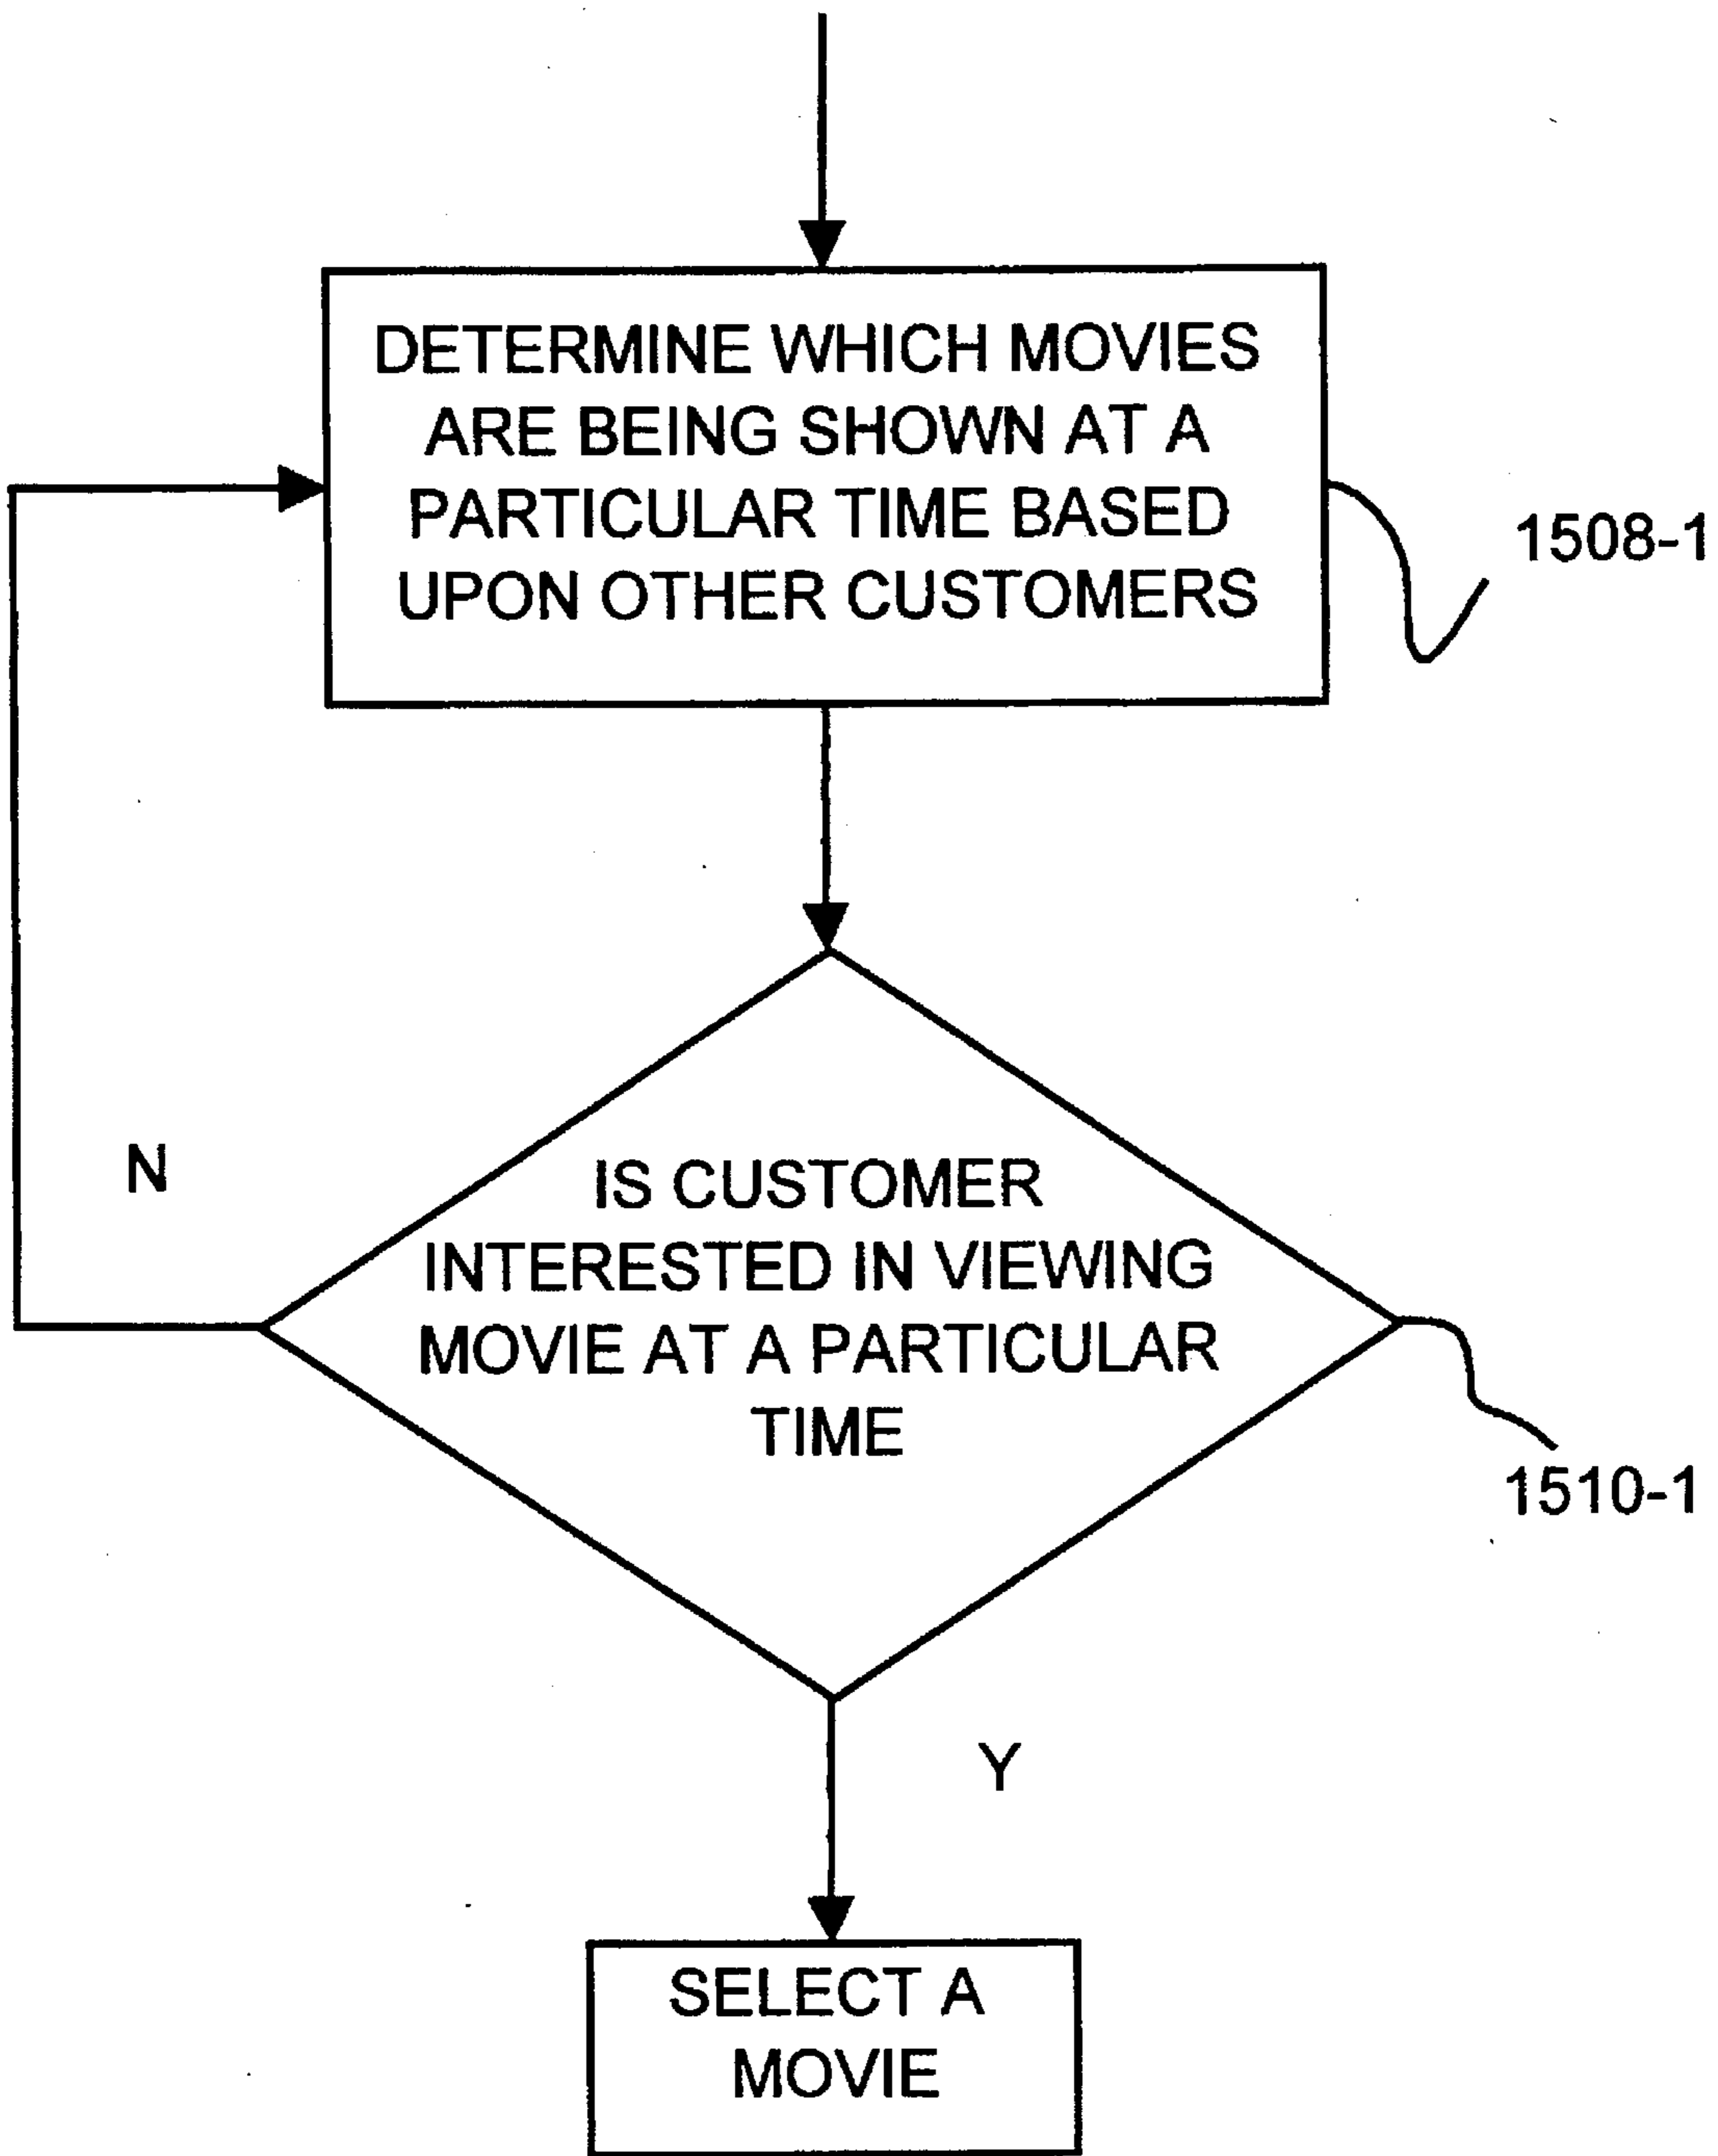 DETERMINE WHICH MOVIES
ARE BEING SHOWN AT A
PARTICULAR TIME BASED
UPON OTHER CUSTOMERS
1508-1
N
IS CUSTOMER
INTERESTED IN VIEWING
MOVIE AT A PARTICULAR
TIME
1510-1
Y
SELECT A
MOVIE